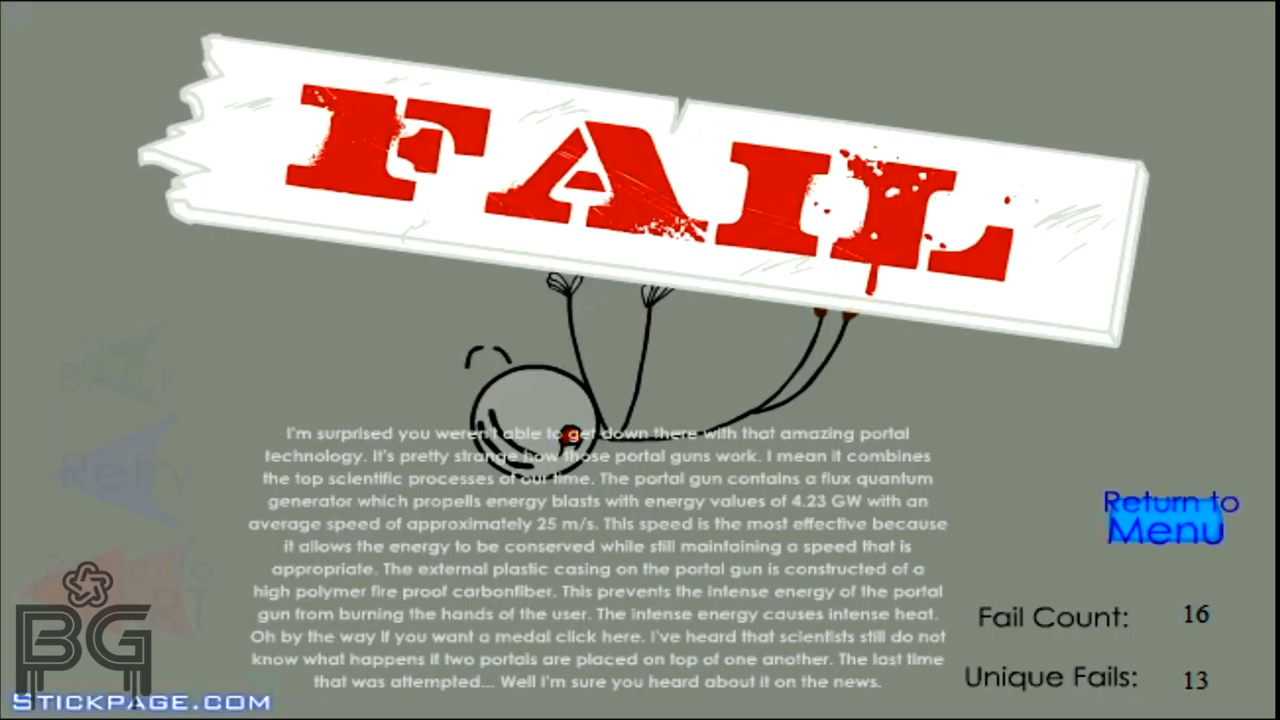 FAIL
I'm surprised you weren't able to get down there with that amazing portal
technology. It's pretty strange how those portal guns work. I mean it combines
the top scientific processes of our time. The portal gun contains a flux quantum
generator which propells energy blasts with energy values of 4.23 GW with an
average speed of approximately 25 m/s. This speed is the most effective because
it allows the energy to be conserved while still maintaining a speed that is
appropriate. The external plastic casing on the portal gun is constructed of a
high polymer fire proof carbonfiber. This prevents the intense energy of the portal
gun from burning the hands of the user. The intense energy causes intense heat.
Oh by the way if you want a medal click here. I've heard that scientists still do not
know what happens if two portals are placed on top of one another. The last time
that was attempted... Well I'm sure you heard about it on the news.
BACK
Retry
Return to
Menu
Fail Count: 16
Unique Fails: 13
BG
STICKPAGE.COM